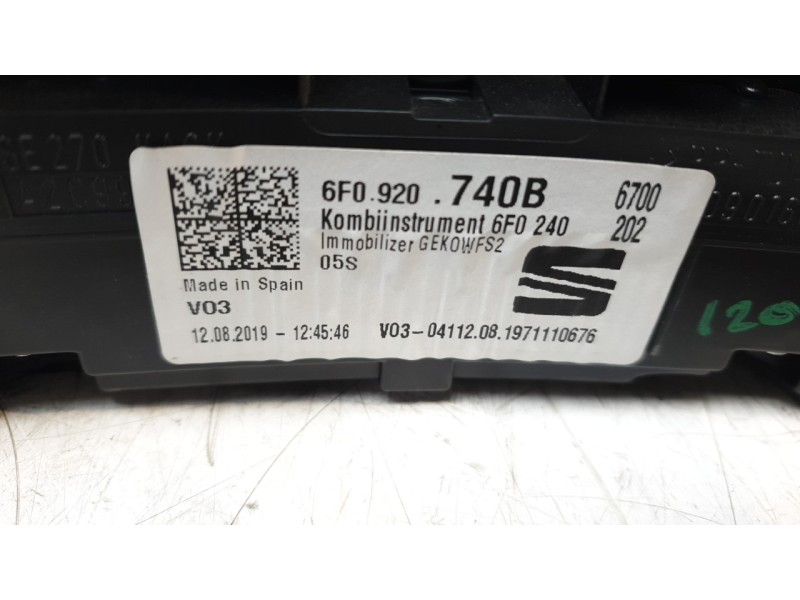 6F0.920 .740B 6700
Kombiinstrument 6F0 240 202
Immobilizer GEKOWFS2
05S
Made in Spain
V03
12.08.2019 - 12:45:46 V03-04112.08.1971110676
120